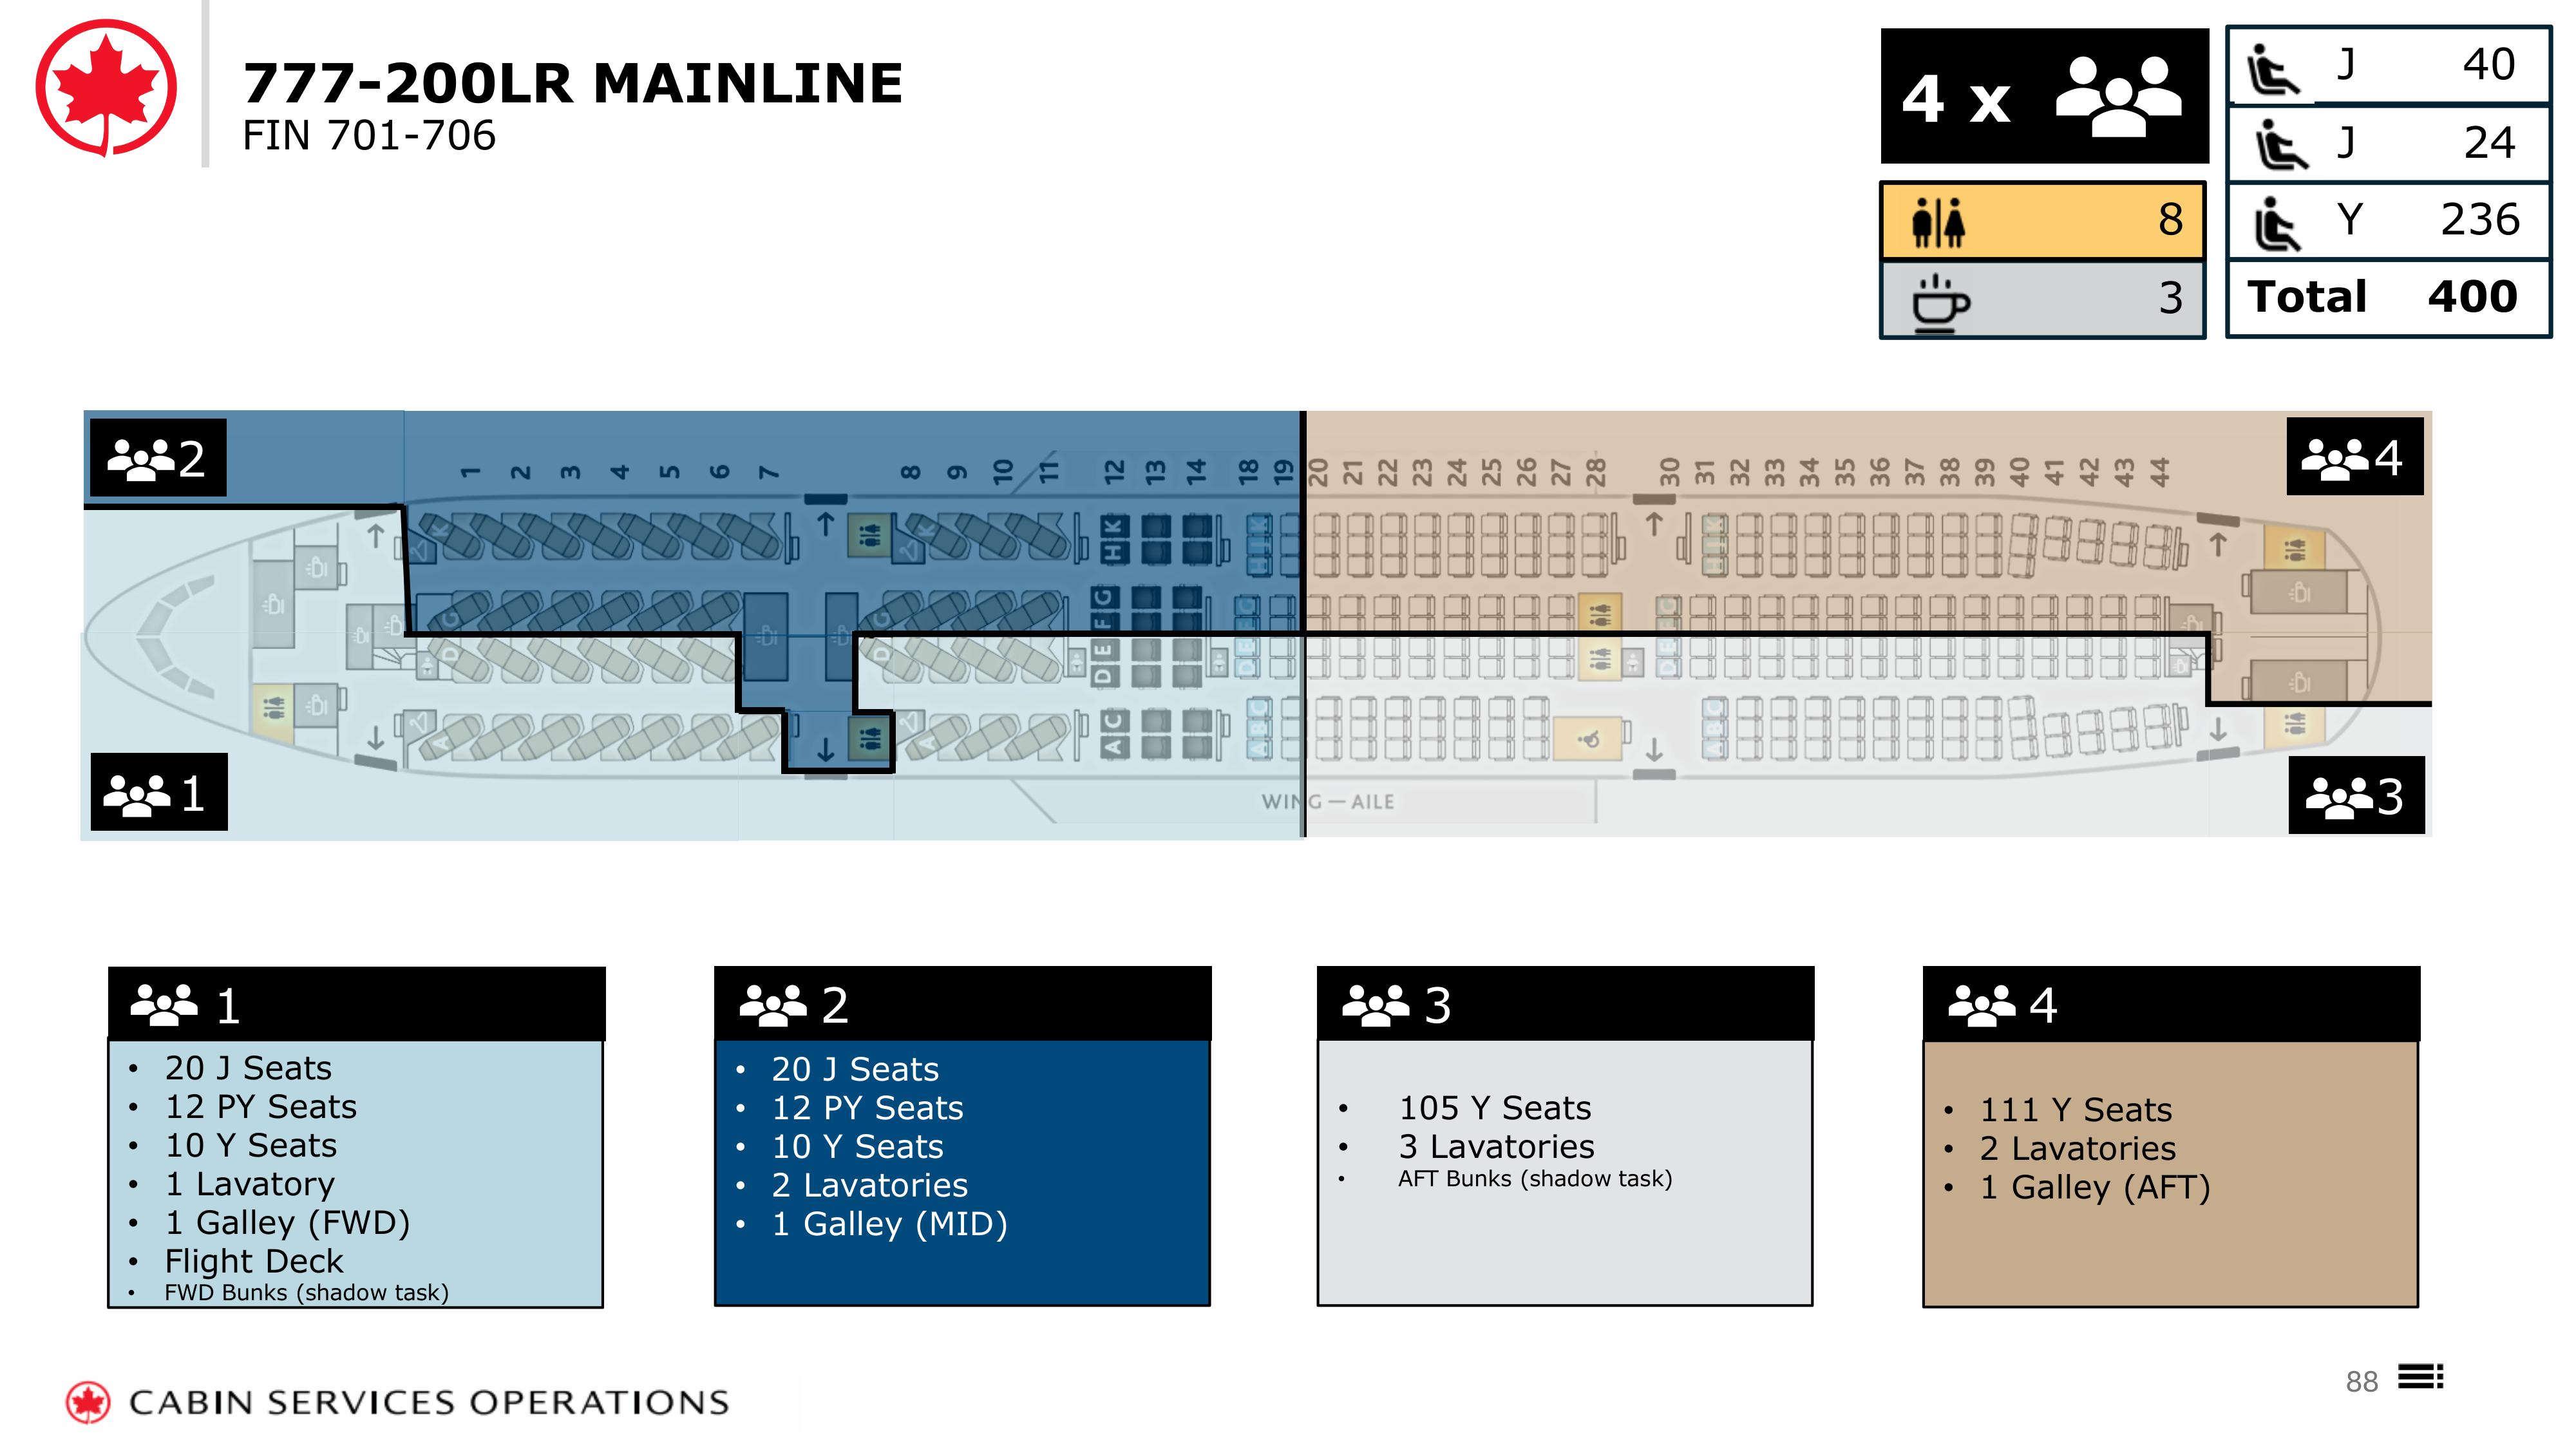 777-200LR MAINLINE
FIN 701-706
4 x
8
3
J 40
J 24
Y 236
Total 400
2
4
1 2 3 4 5 6 7 8 9 10 11 12 13 14 18 19 20 21 22 23 24 25 26 27 28 30 31 32 33 34 35 36 37 38 39 40 41 42 43 44
K K H K H J K H J K
G G D E F G D E F G D E F G
D D
A A A C A B C A B C
WING — AILE
1
3
1
• 20 J Seats
• 12 PY Seats
• 10 Y Seats
• 1 Lavatory
• 1 Galley (FWD)
• Flight Deck
• FWD Bunks (shadow task)
2
• 20 J Seats
• 12 PY Seats
• 10 Y Seats
• 2 Lavatories
• 1 Galley (MID)
3
• 105 Y Seats
• 3 Lavatories
• AFT Bunks (shadow task)
4
• 111 Y Seats
• 2 Lavatories
• 1 Galley (AFT)
CABIN SERVICES OPERATIONS
88